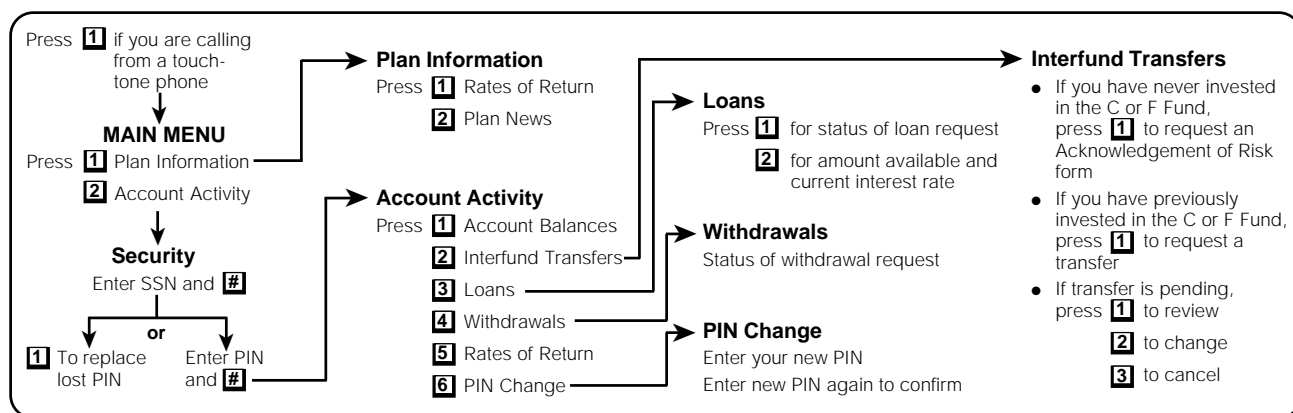 Press 1 if you are calling
from a touch-
tone phone
MAIN MENU
Press 1 Plan Information
2 Account Activity
Security
Enter SSN and #
or
1 To replace
lost PIN
Enter PIN
and #
Plan Information
Press 1 Rates of Return
2 Plan News
Account Activity
Press 1 Account Balances
2 Interfund Transfers
3 Loans
4 Withdrawals
5 Rates of Return
6 PIN Change
Loans
Press 1 for status of loan request
2 for amount available and
current interest rate
Withdrawals
Status of withdrawal request
PIN Change
Enter your new PIN
Enter new PIN again to confirm
Interfund Transfers
● If you have never invested
in the C or F Fund,
press 1 to request an
Acknowledgement of Risk
form
● If you have previously
invested in the C or F Fund,
press 1 to request a
transfer
● If transfer is pending,
press 1 to review
2 to change
3 to cancel